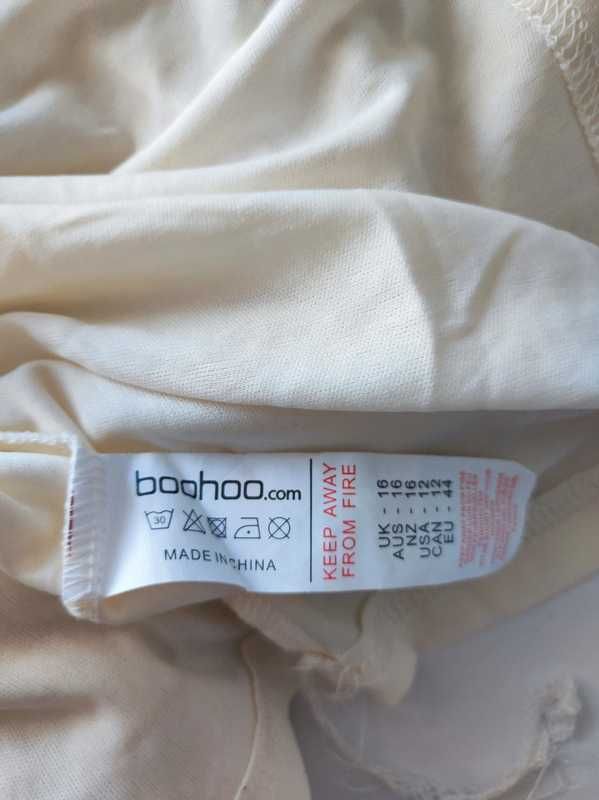 boohoo.com
30
MADE IN CHINA
KEEP AWAY
FROM FIRE
UK - 16
AUS - 16
ANZ - 16
USA - 12
CAN - 12
EU - 44